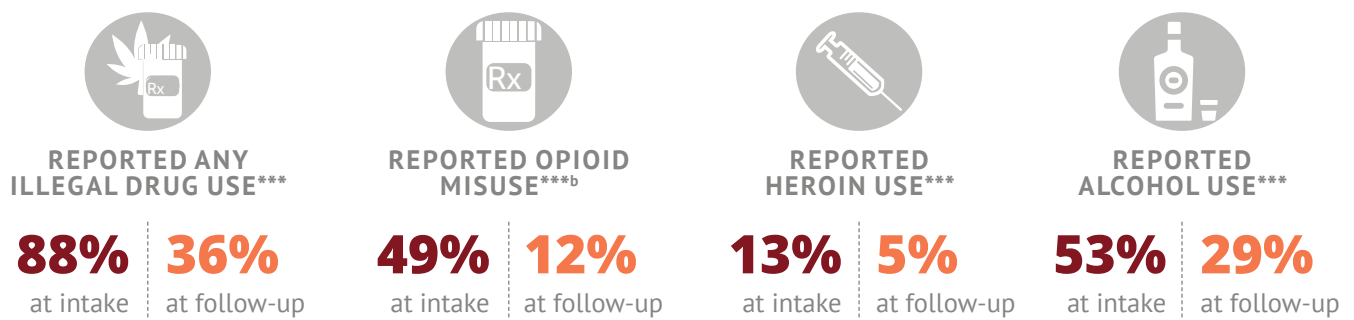 Rx
REPORTED ANY
ILLEGAL DRUG USE***
88%
at intake
36%
at follow-up
Rx
REPORTED OPIOID
MISUSE***b
49%
at intake
12%
at follow-up
REPORTED
HEROIN USE***
13%
at intake
5%
at follow-up
REPORTED
ALCOHOL USE***
53%
at intake
29%
at follow-up